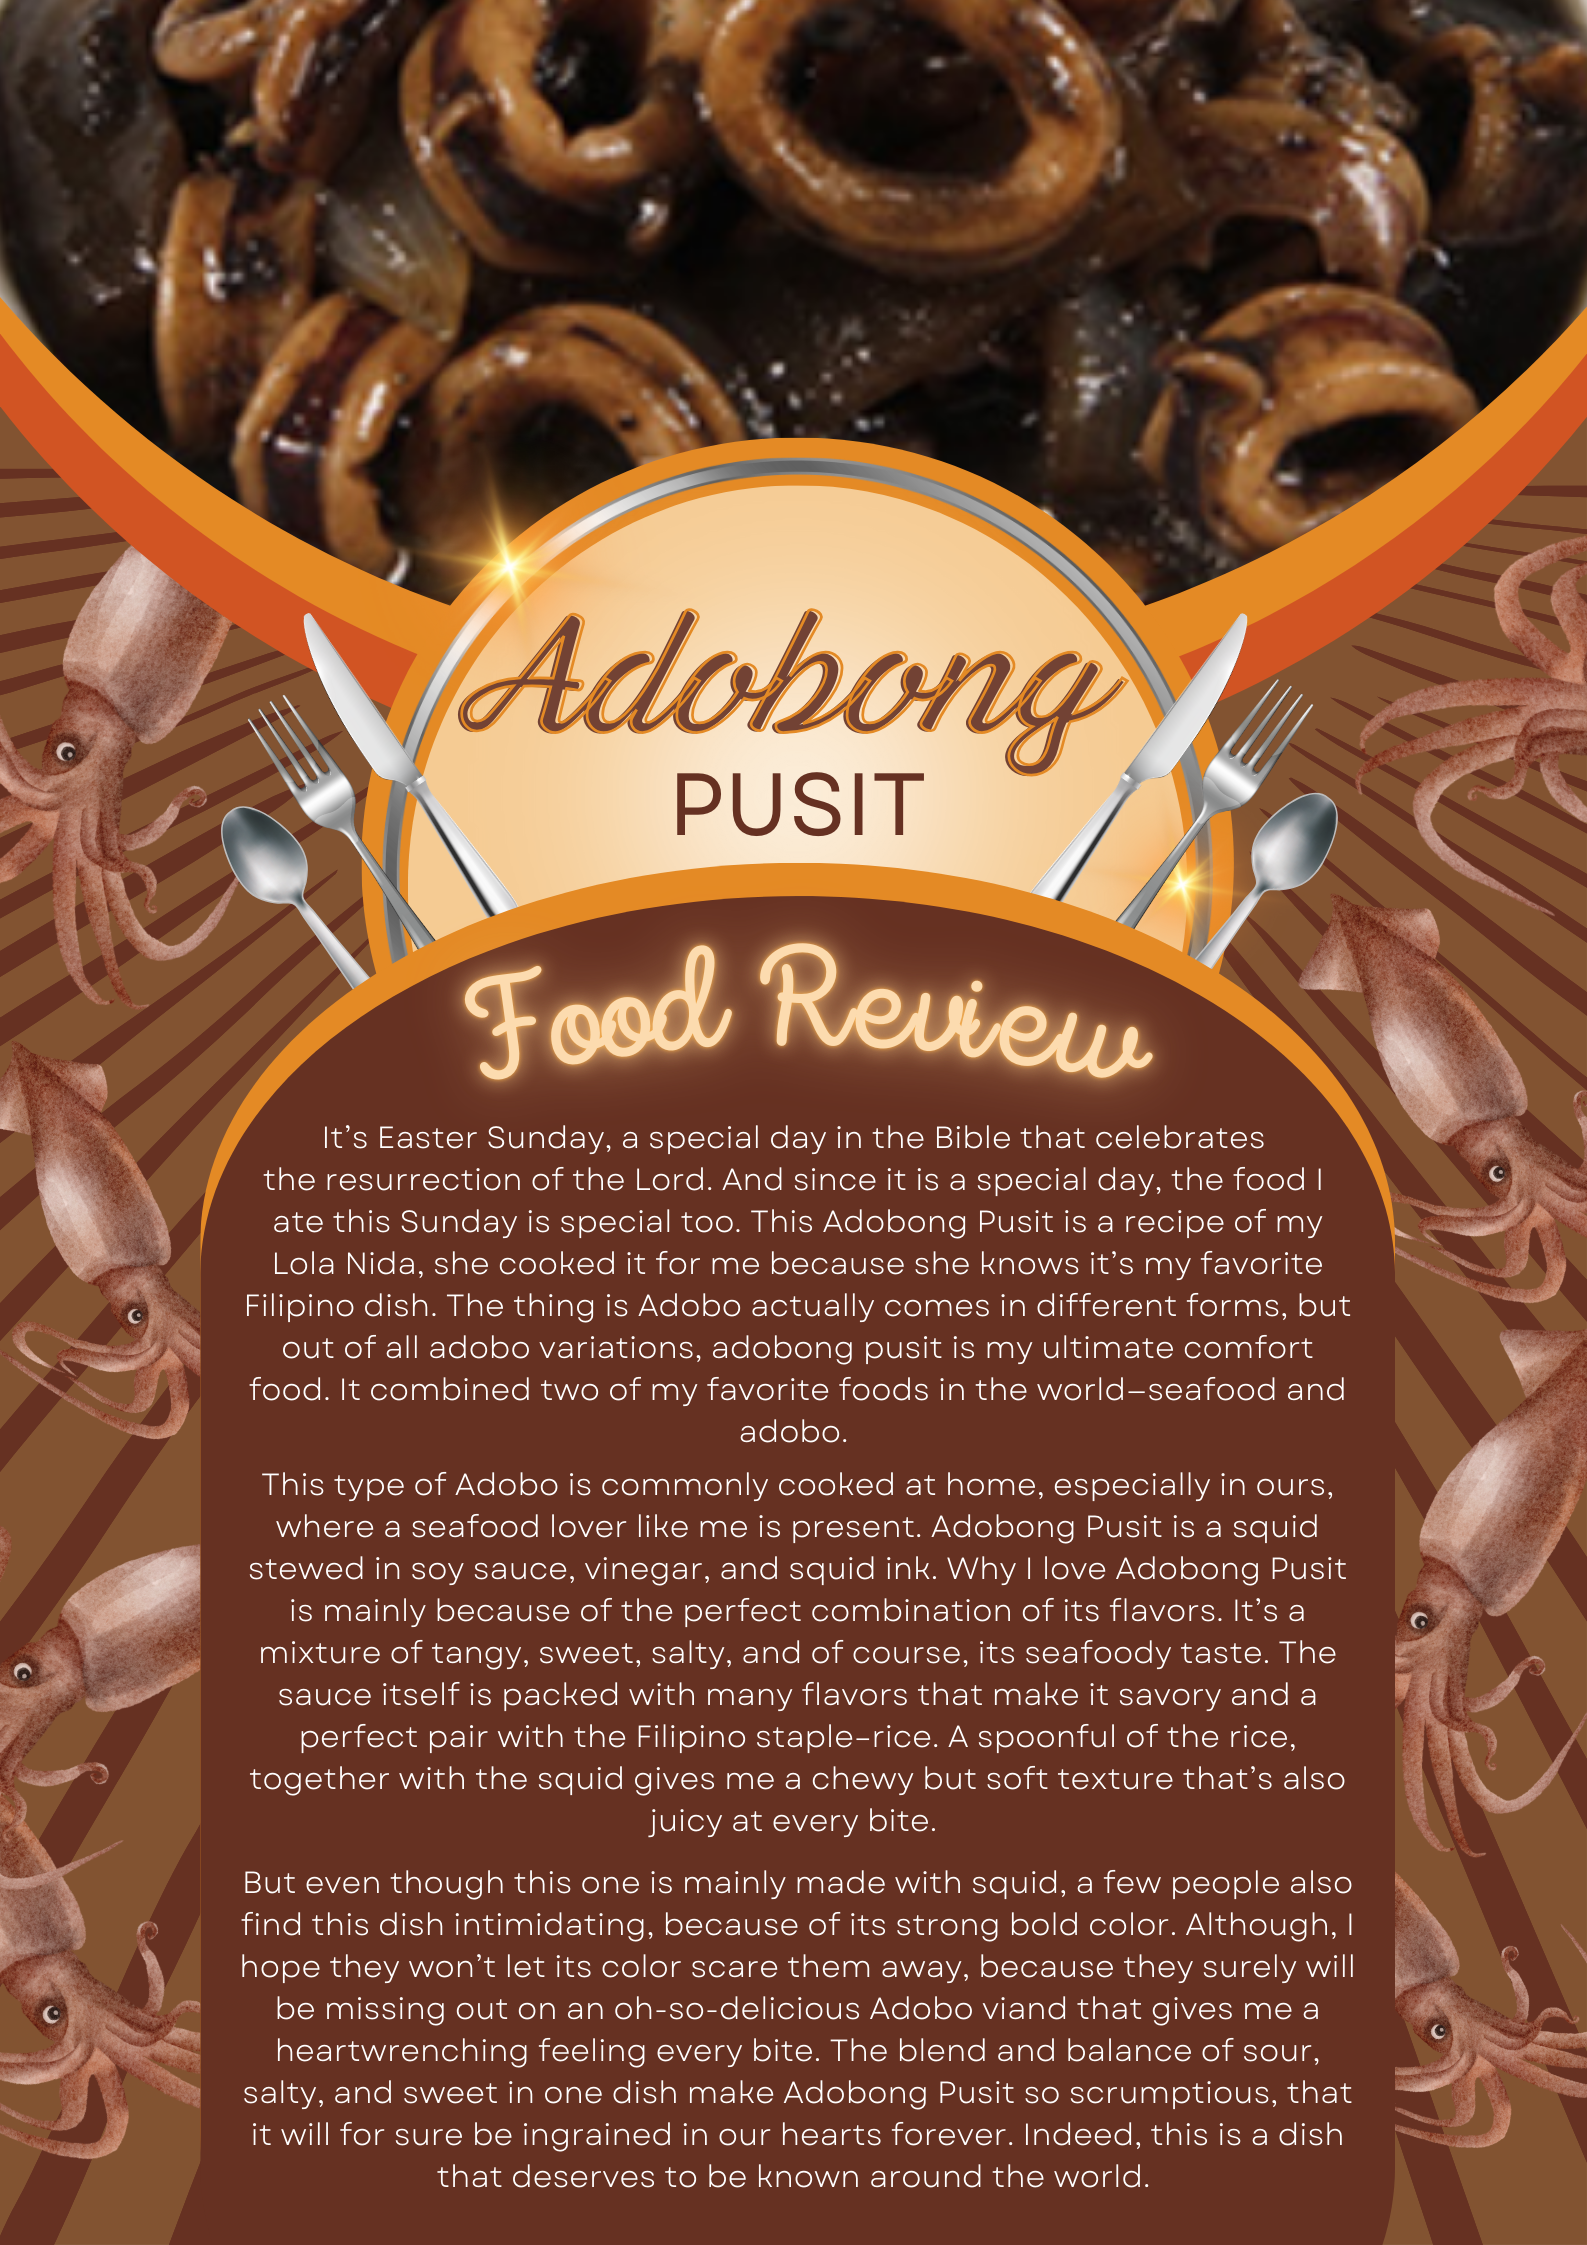 Adobong
PUSIT
Food Review
It's Easter Sunday, a special day in the Bible that celebrates
the resurrection of the Lord. And since it is a special day, the food I
ate this Sunday is special too. This Adobong Pusit is a recipe of my
Lola Nida, she cooked it for me because she knows it's my favorite
Filipino dish. The thing is Adobo actually comes in different forms, but
out of all adobo variations, adobong pusit is my ultimate comfort
food. It combined two of my favorite foods in the world–seafood and
adobo.
This type of Adobo is commonly cooked at home, especially in ours,
where a seafood lover like me is present. Adobong Pusit is a squid
stewed in soy sauce, vinegar, and squid ink. Why I love Adobong Pusit
is mainly because of the perfect combination of its flavors. It's a
mixture of tangy, sweet, salty, and of course, its seafoody taste. The
sauce itself is packed with many flavors that make it savory and a
perfect pair with the Filipino staple-rice. A spoonful of the rice,
together with the squid gives me a chewy but soft texture that's also
juicy at every bite.
But even though this one is mainly made with squid, a few people also
find this dish intimidating, because of its strong bold color. Although, I
hope they won't let its color scare them away, because they surely will
be missing out on an oh-so-delicious Adobo viand that gives me a
heartwrenching feeling every bite. The blend and balance of sour,
salty, and sweet in one dish make Adobong Pusit so scrumptious, that
it will for sure be ingrained in our hearts forever. Indeed, this is a dish
that deserves to be known around the world.